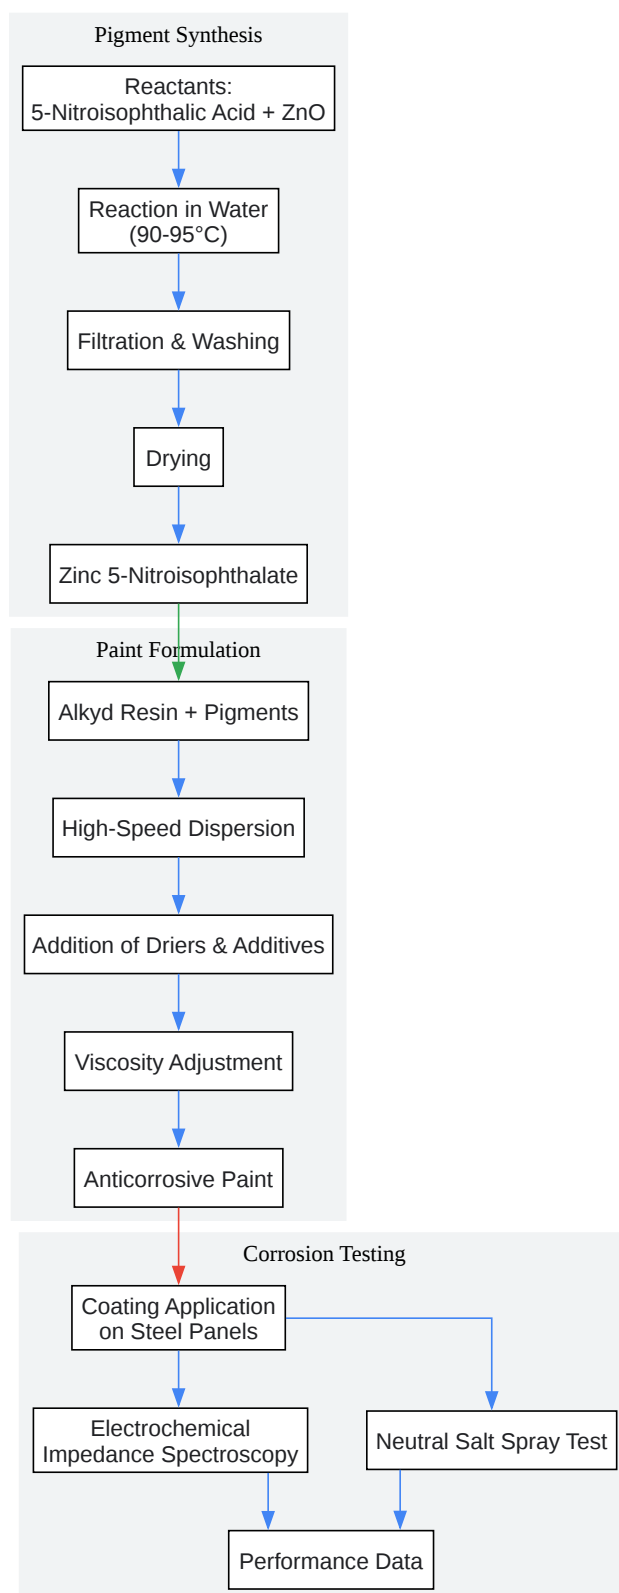 Pigment Synthesis
Reactants:
5-Nitroisophthalic Acid + ZnO
Reaction in Water
(90-95°C)
Filtration & Washing
Drying
Zinc 5-Nitroisophthalate
Paint Formulation
Alkyd Resin + Pigments
High-Speed Dispersion
Addition of Driers & Additives
Viscosity Adjustment
Anticorrosive Paint
Corrosion Testing
Coating Application
on Steel Panels
Electrochemical
Impedance Spectroscopy
Neutral Salt Spray Test
Performance Data